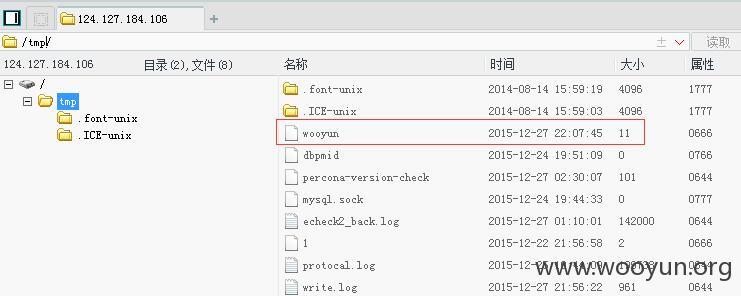 124.127.184.106
/tmp/
读取
124.127.184.106 目录(2),文件(8) 名称 时间 大小 属性
/
tmp
.font-unix
.ICE-unix
.font-unix 2014-08-14 15:59:19 4096 1777
.ICE-unix 2014-08-14 15:59:03 4096 1777
wooyun 2015-12-27 22:07:45 11 0666
dbpmid 2015-12-24 19:51:09 0 0766
percona-version-check 2015-12-27 02:30:07 101 0644
mysql.sock 2015-12-24 19:44:33 0 0777
echeck2_back.log 2015-12-27 01:10:01 142000 0644
1 2015-12-22 21:56:58 2 0666
protocal.log
write.log 2015-12-27 21:56:22 961 0644
www.wooyun.org